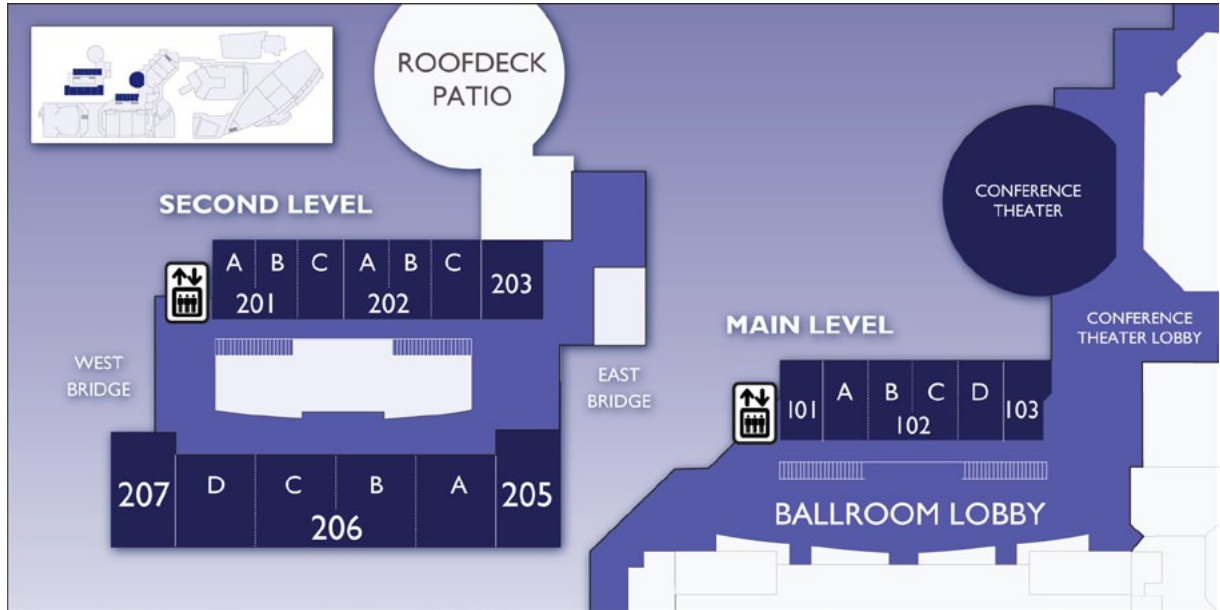 ROOFDECK
PATIO
SECOND LEVEL
A B C A B C
201 202 203
WEST
BRIDGE
EAST
BRIDGE
207 D C B A 205
206
CONFERENCE
THEATER
CONFERENCE
THEATER LOBBY
MAIN LEVEL
101 A B C D 103
102
BALLROOM LOBBY